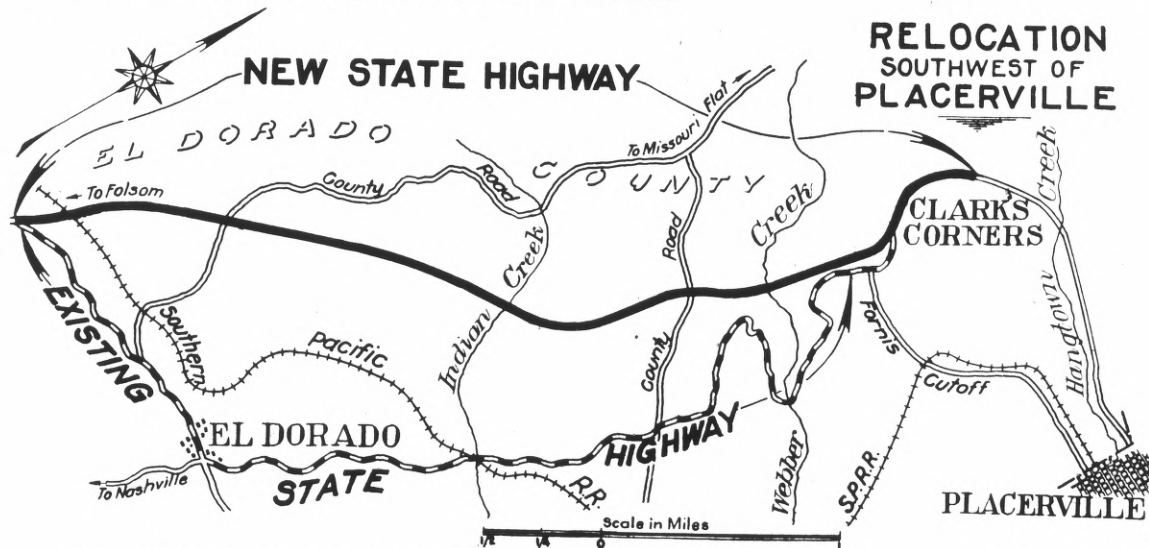 RELOCATION
SOUTHWEST OF
PLACERVILLE
NEW STATE HIGHWAY
EL DORADO
COUNTY
To Missouri Flat
To Folsom
County
Road
Creek
Hangtown Creek
CLARKS
CORNERS
Road
Indian Creek
EXISTING
Southern
Pacific
County
Fornis
Cutoff
EL DORADO
HIGHWAY
STATE
To Nashville
R.R.
Webber
S.P.R.R.
PLACERVILLE
Scale in Miles
1/2 1/4 0 1